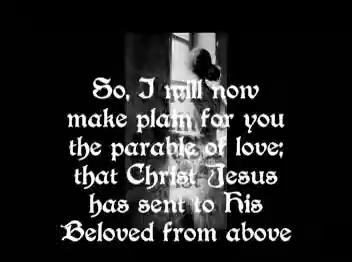 So, I will now
make plain for you
the parable of love;
that Christ Jesus
has sent to His
Beloved from above